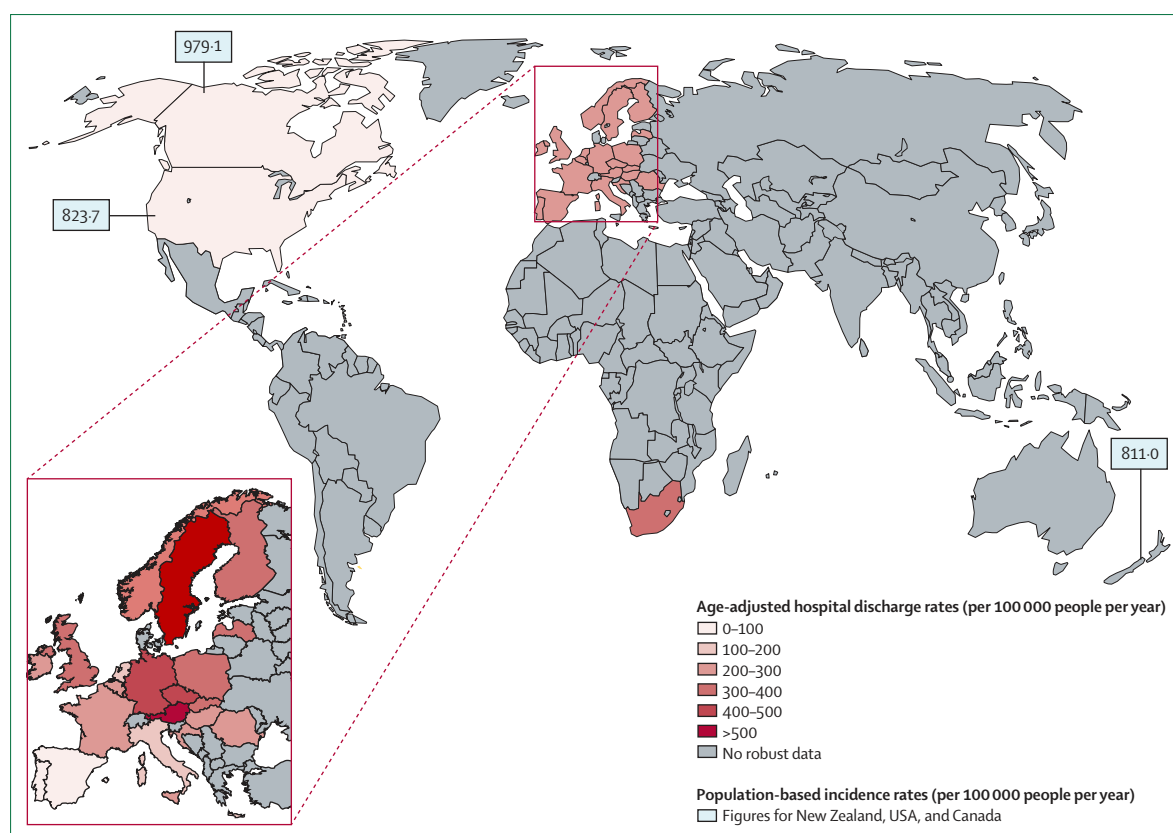 979·1
823·7
811·0
Age-adjusted hospital discharge rates (per 100 000 people per year)
0–100
100–200
200–300
300–400
400–500
>500
No robust data
Population-based incidence rates (per 100 000 people per year)
Figures for New Zealand, USA, and Canada